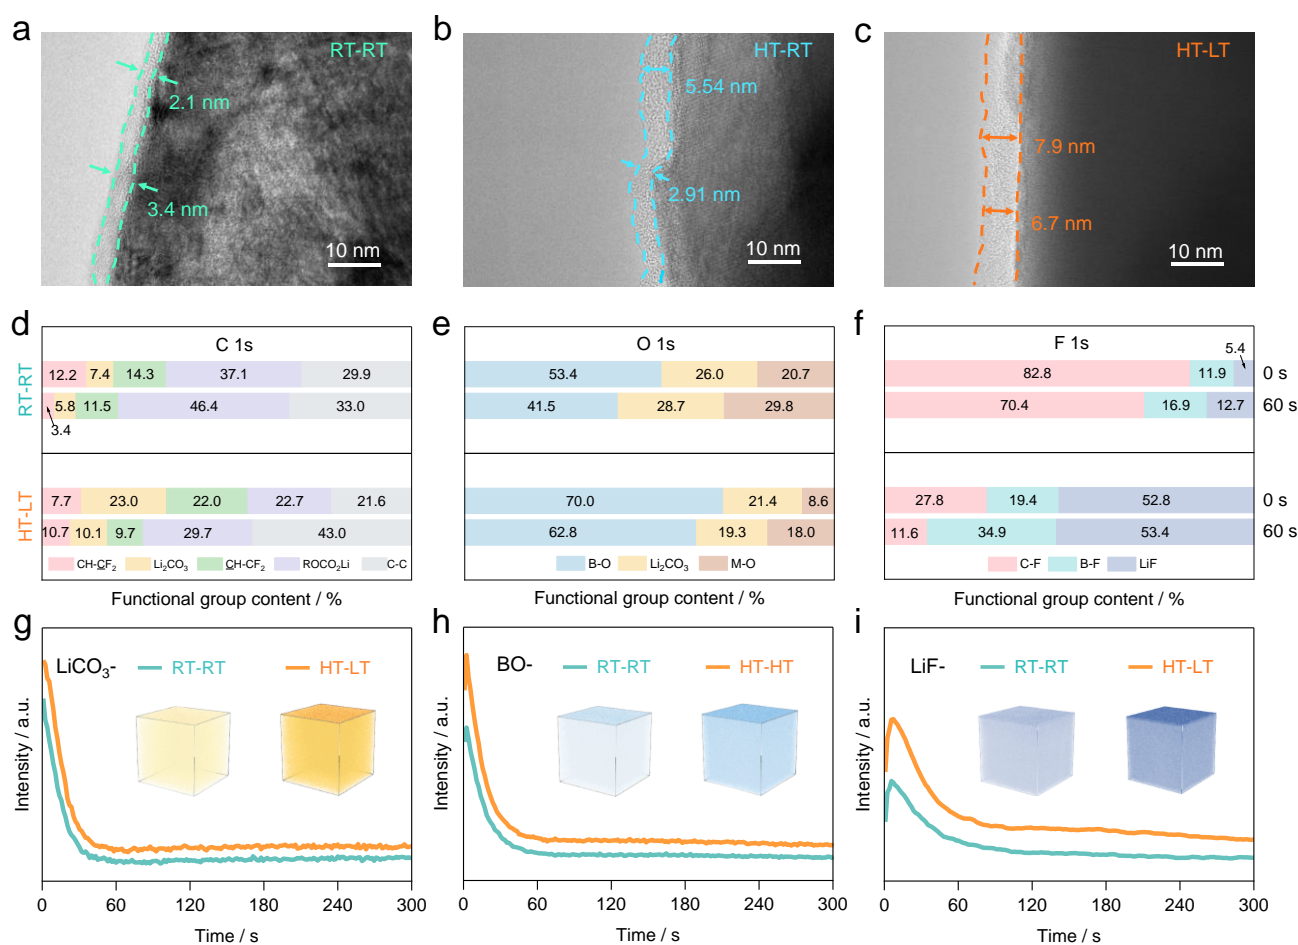 a
RT-RT
2.1 nm
3.4 nm
10 nm
b
HT-RT
5.54 nm
2.91 nm
10 nm
c
HT-LT
7.9 nm
6.7 nm
10 nm
d
C 1s
RT-RT
12.2 7.4 14.3 37.1 29.9
5.8 11.5 46.4 33.0
3.4
HT-LT
7.7 23.0 22.0 22.7 21.6
10.7 10.1 9.7 29.7 43.0
CH-CF₂ Li₂CO₃ CH-CF₂ ROCO₂Li C-C
Functional group content / %
e
O 1s
53.4 26.0 20.7
41.5 28.7 29.8
70.0 21.4 8.6
62.8 19.3 18.0
B-O Li₂CO₃ M-O
Functional group content / %
f
F 1s
5.4
82.8 11.9 0 s
70.4 16.9 12.7 60 s
27.8 19.4 52.8 0 s
11.6 34.9 53.4 60 s
C-F B-F LiF
Functional group content / %
g
LiCO₃- RT-RT HT-LT
Intensity / a.u.
0 60 120 180 240 300
Time / s
h
BO- RT-RT HT-HT
Intensity / a.u.
0 60 120 180 240 300
Time / s
i
LiF- RT-RT HT-LT
Intensity / a.u.
0 60 120 180 240 300
Time / s